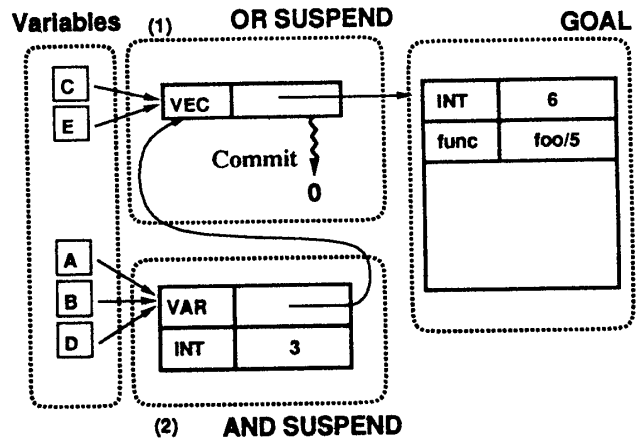 Variables (1) OR SUSPEND GOAL
C
E
VEC
INT 6
func foo/5
Commit
0
A
B
D
VAR
INT 3
(2) AND SUSPEND